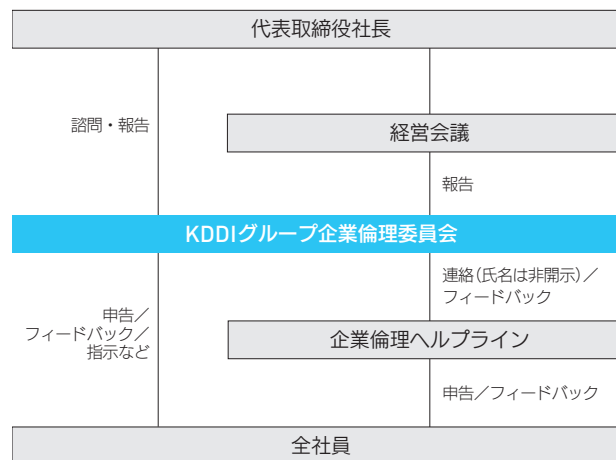 代表取締役社長
諮問・報告
経営会議
報告
KDDIグループ企業倫理委員会
連絡(氏名は非開示)／
フィードバック
申告／
フィードバック／
指示など
企業倫理ヘルプライン
申告／フィードバック
全社員